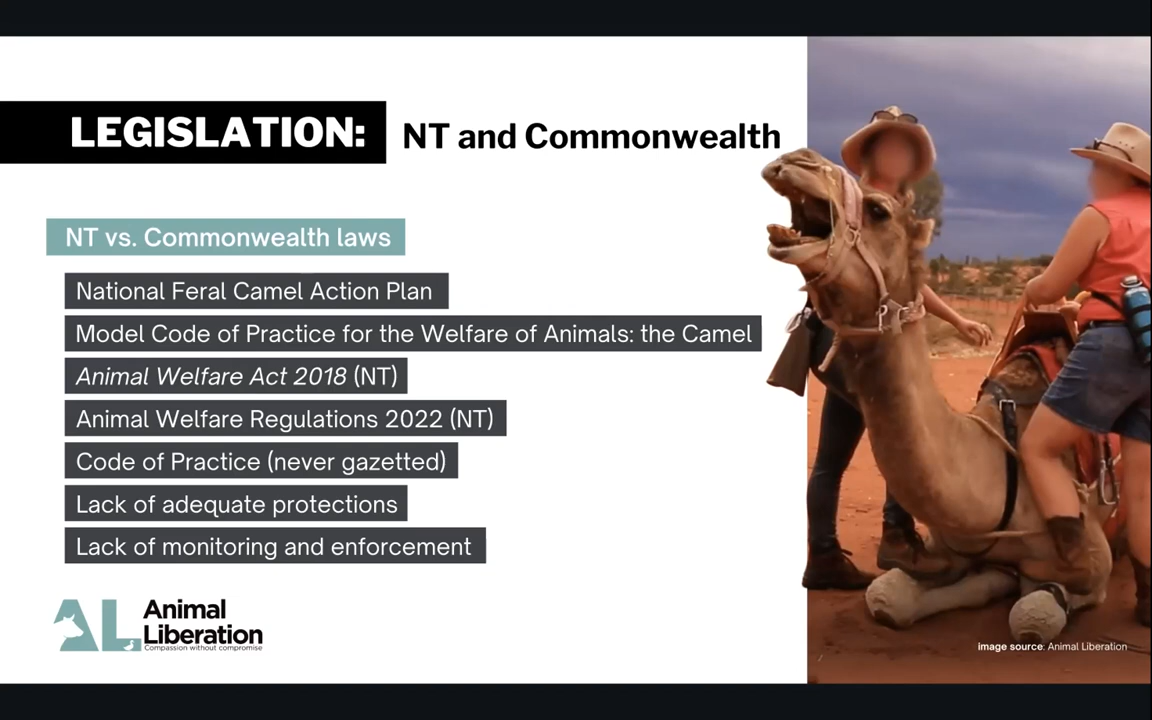 LEGISLATION: NT and Commonwealth
NT vs. Commonwealth laws
National Feral Camel Action Plan
Model Code of Practice for the Welfare of Animals: the Camel
Animal Welfare Act 2018 (NT)
Animal Welfare Regulations 2022 (NT)
Code of Practice (never gazetted)
Lack of adequate protections
Lack of monitoring and enforcement
AL Animal
Liberation
Compassion without compromise
image source: Animal Liberation